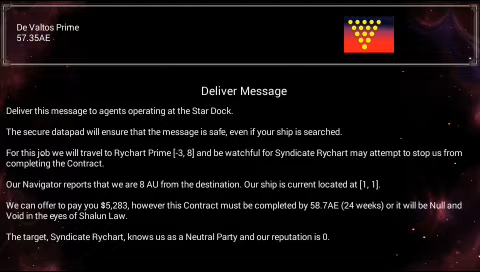 De Valtos Prime
57.35AE
Deliver Message
Deliver this message to agents operating at the Star Dock.
The secure datapad will ensure that the message is safe, even if your ship is searched.
For this job we will travel to Rychart Prime [-3, 8] and be watchful for Syndicate Rychart may attempt to stop us from
completing the Contract.
Our Navigator reports that we are 8 AU from the destination. Our ship is current located at [1, 1].
We can offer to pay you $5,283, however this Contract must be completed by 58.7AE (24 weeks) or it will be Null and
Void in the eyes of Shalun Law.
The target, Syndicate Rychart, knows us as a Neutral Party and our reputation is 0.